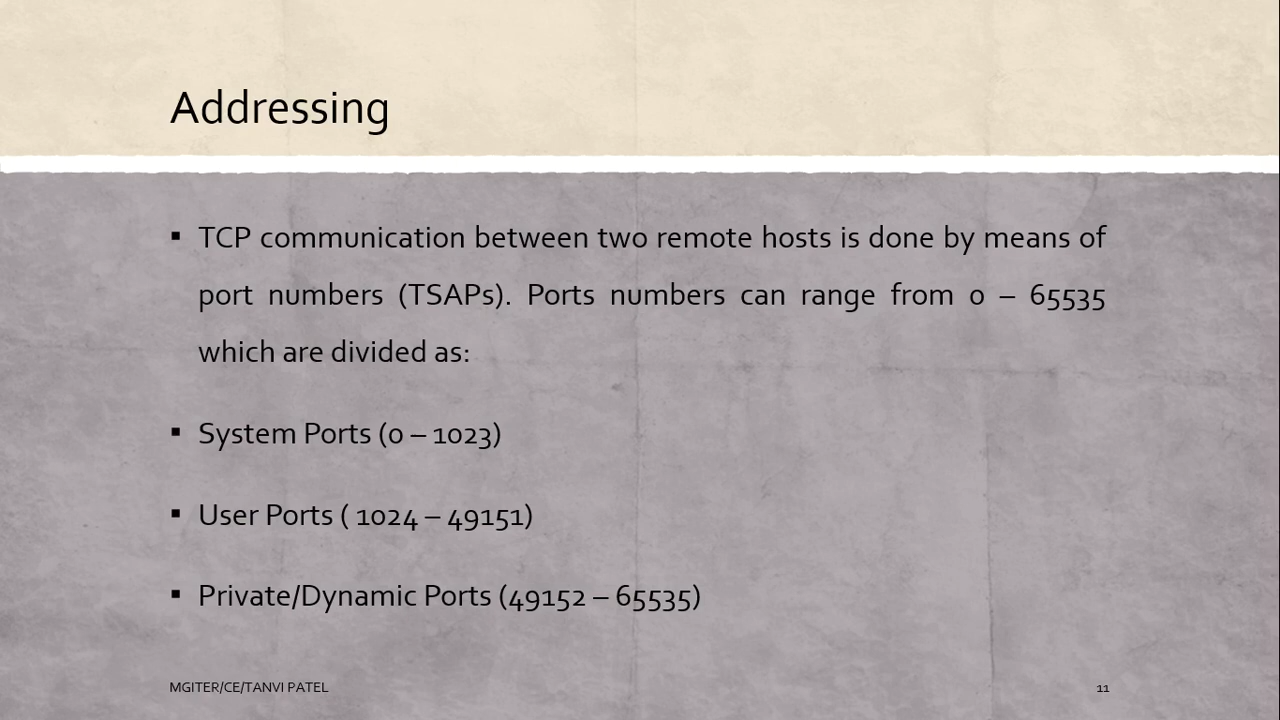 Addressing
▪ TCP communication between two remote hosts is done by means of
port numbers (TSAPs). Ports numbers can range from 0 – 65535
which are divided as:
▪ System Ports (0 – 1023)
▪ User Ports ( 1024 – 49151)
▪ Private/Dynamic Ports (49152 – 65535)
MGITER/CE/TANVI PATEL
11